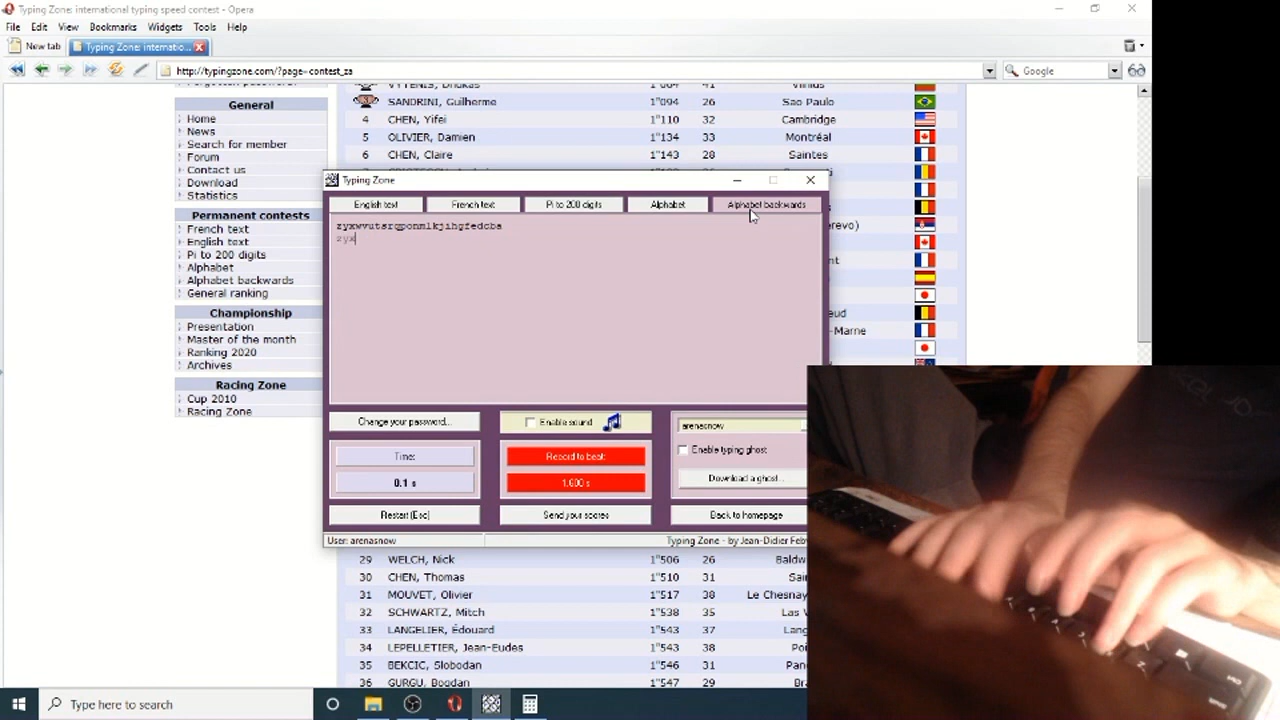 Typing Zone: international typing speed contest - Opera
File Edit View Bookmarks Widgets Tools Help
New tab Typing Zone: internatio...
http://typingzone.com/?page=contest_za Google
General
Home
News
Search for member
Forum
Contact us
Download
Statistics
Permanent contests
French text
English text
Pi to 200 digits
Alphabet
Alphabet backwards
General ranking
Championship
Presentation
Master of the month
Ranking 2020
Archives
Racing Zone
Cup 2010
Racing Zone
SANDRINI, Guilherme 1"094 26 Sao Paulo
4 CHEN, Yifei 1"110 32 Cambridge
5 OLIVIER, Damien 1"134 33 Montréal
6 CHEN, Claire 1"143 28 Saintes
Typing Zone
English text French text Pi to 200 digits Alphabet Alphabet backwards
zyxwvutsrqponmlkjihgfedcba
zyx
Change your password... Enable sound arenasnow
Enable typing ghost
Time: Record to beat:
0.1 s 1.600 s Download a ghost...
Restart (Esc) Send your scores Back to homepage
User: arenasnow Typing Zone - by Jean-Didier
29 WELCH, Nick 1"506 26
30 CHEN, Thomas 1"510 31
31 MOUVET, Olivier 1"517 38 Le Chesnay
32 SCHWARTZ, Mitch 1"538 35 Las
33 LANGELIER, Édouard 1"543 37
34 LEPELLETIER, Jean-Eudes 1"543 38
35 BEKCIC, Slobodan 1"546 31
36 GURGU, Bogdan 1"547 29
Type here to search